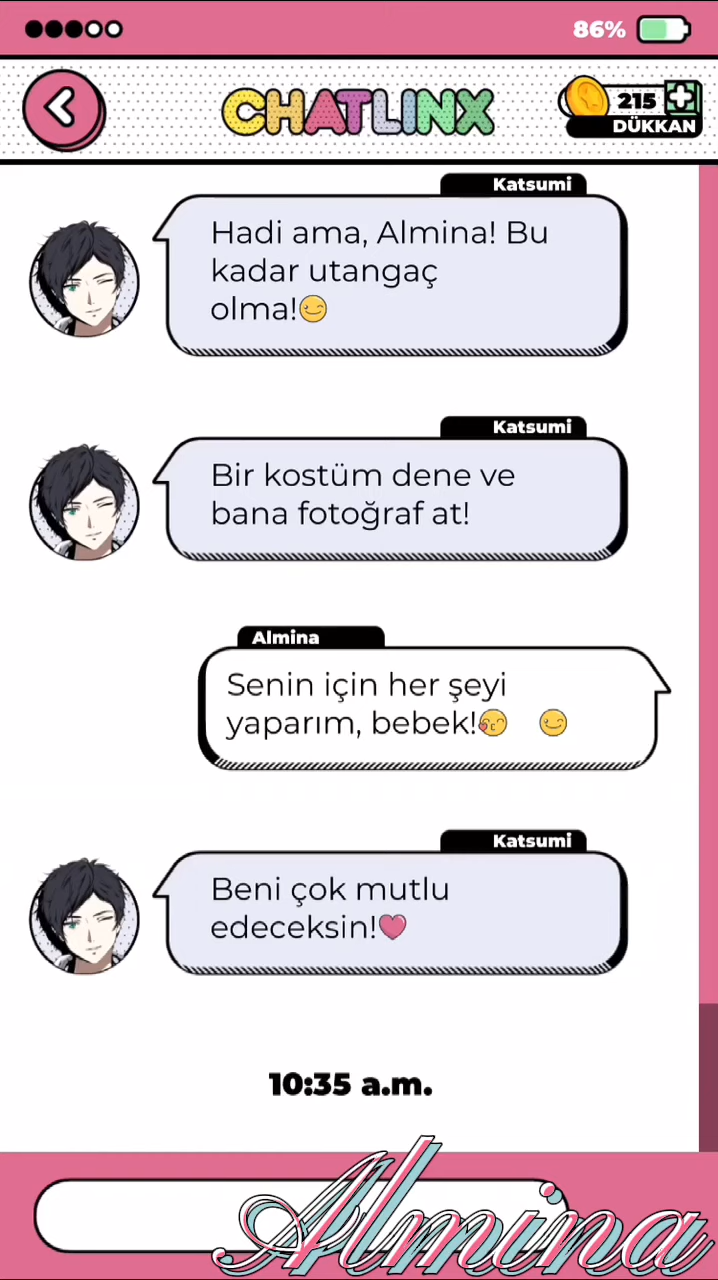 86%
CHATLINX
215
DÜKKAN
Katsumi
Hadi ama, Almina! Bu
kadar utangaç
olma!😊
Katsumi
Bir kostüm dene ve
bana fotoğraf at!
Almina
Senin için her şeyi
yaparım, bebek!😘 😉
Katsumi
Beni çok mutlu
edeceksin!💗
10:35 a.m.
Almina